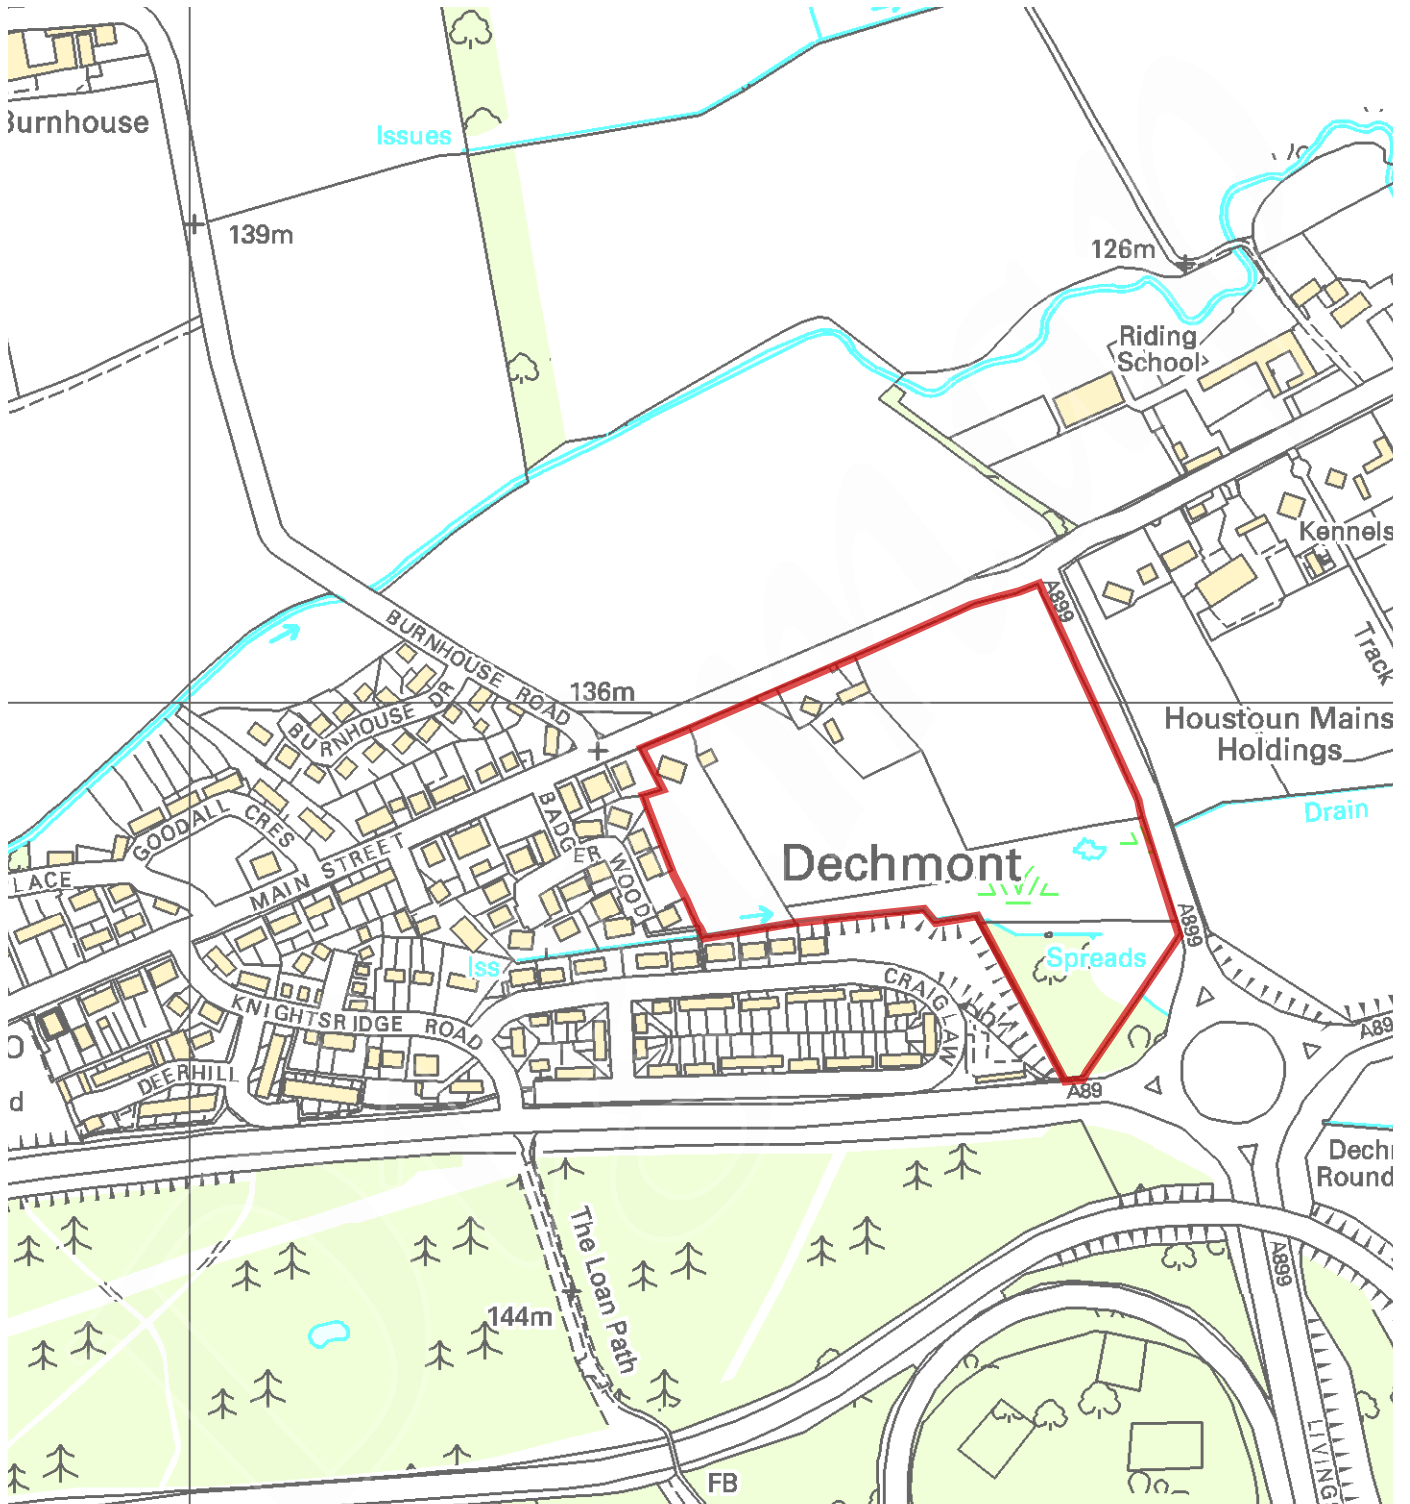 Issues
Burnhouse
139m
126m
Riding
School
Kennels
A899
Track
BURNHOUSE ROAD
136m
BURNHOUSE DR
Houstoun Mains
Holdings
Drain
GOODALL CRES
BADGER WOOD
MAIN STREET
Dechmont
LACE
A899
Spreads
Iss
CRAIGLAW
KNIGHTSRIDGE ROAD
A89
O
DEERHILL
A89
d
Dechm
Round
The Loan Path
A899
144m
LIVING
FB